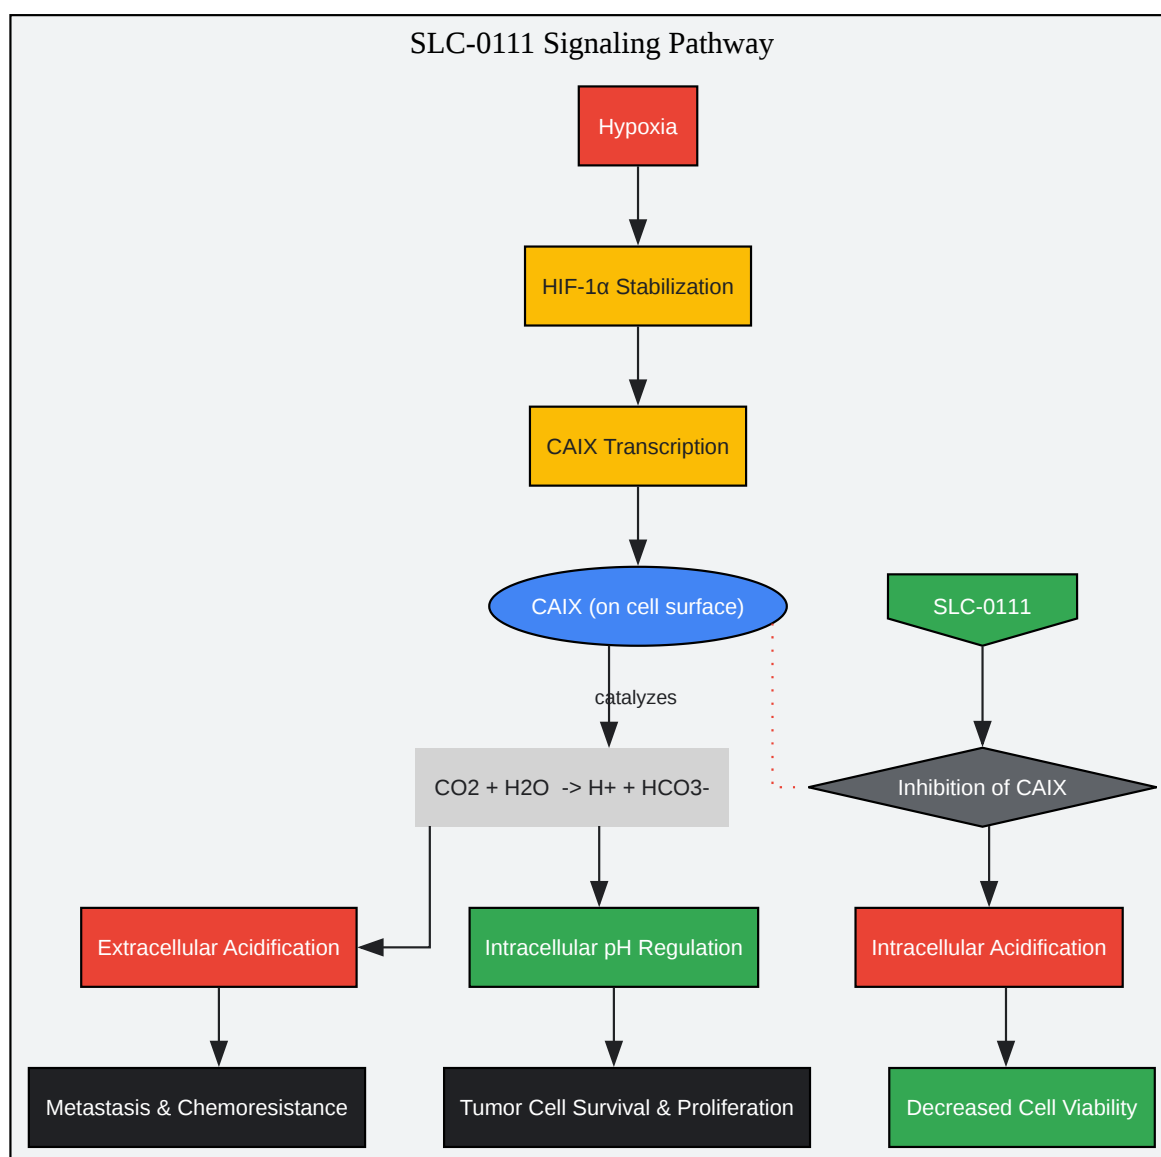 SLC-0111 Signaling Pathway
Hypoxia
HIF-1α Stabilization
CAIX Transcription
CAIX (on cell surface)
SLC-0111
catalyzes
CO2 + H2O  -> H+ + HCO3-
Inhibition of CAIX
Extracellular Acidification
Intracellular pH Regulation
Intracellular Acidification
Metastasis & Chemoresistance
Tumor Cell Survival & Proliferation
Decreased Cell Viability